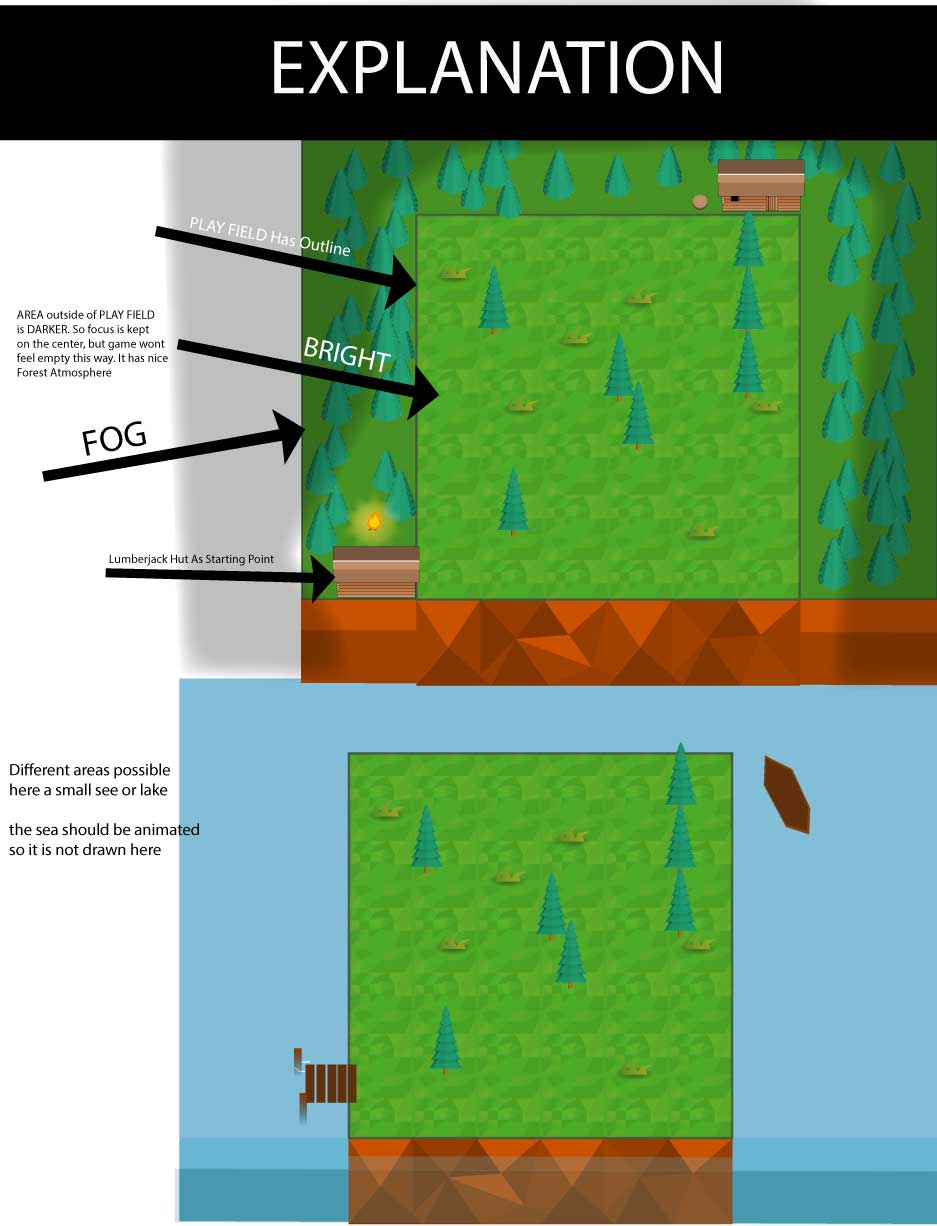 EXPLANATION
PLAY FIELD Has Outline
AREA outside of PLAY FIELD
is DARKER. So focus is kept
on the center, but game wont
feel empty this way. It has nice
Forest Atmosphere
BRIGHT
FOG
Lumberjack Hut As Starting Point
Different areas possible
here a small see or lake
the sea should be animated
so it is not drawn here